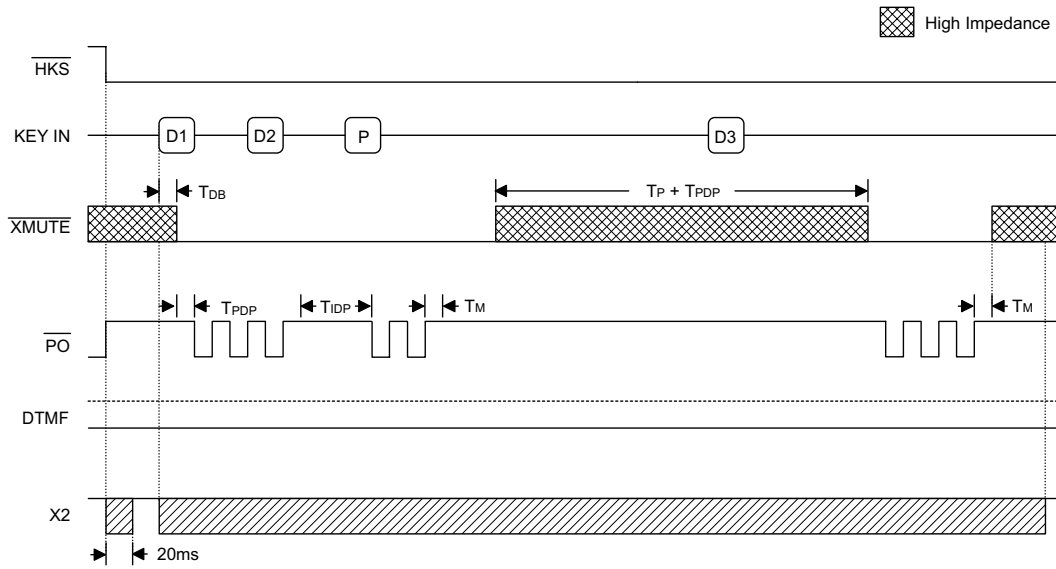 High Impedance
HKS
KEY IN
D1
D2
P
D3
TDB
TP + TPDP
XMUTE
TPDP
TIDP
TM
TM
PO
DTMF
X2
20ms